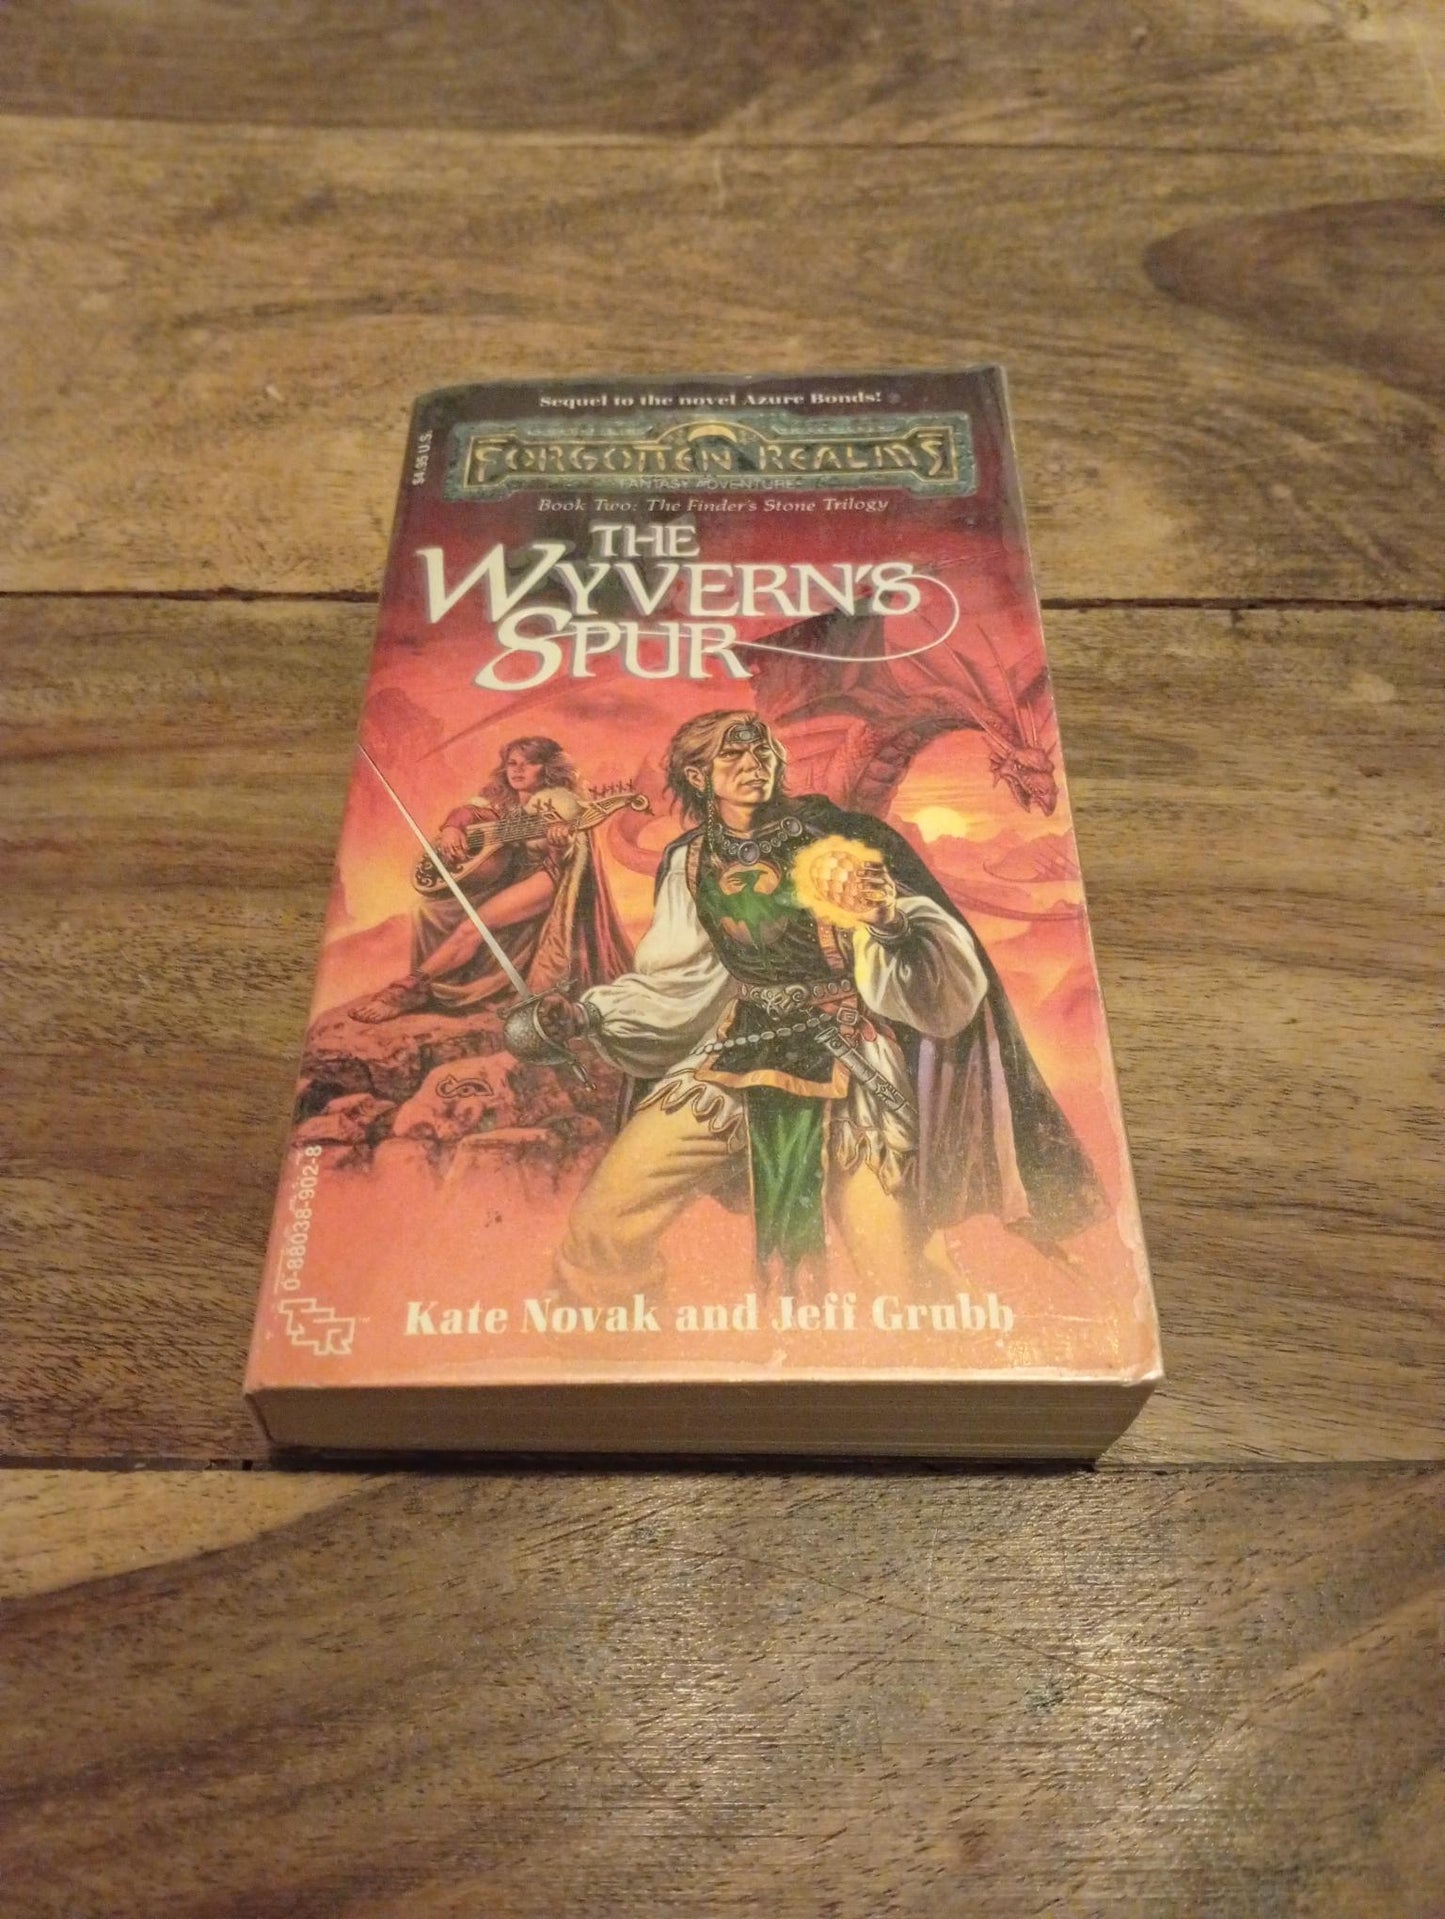 Sequel to the novel Azure Bonds!
$4.95 U.S.
FORGOTTEN REALMS
FANTASY ADVENTURE
Book Two: The Finder's Stone Trilogy
THE
WYVERN'S
SPUR
0-88038-902-8
TSR™
Kate Novak and Jeff Grubb